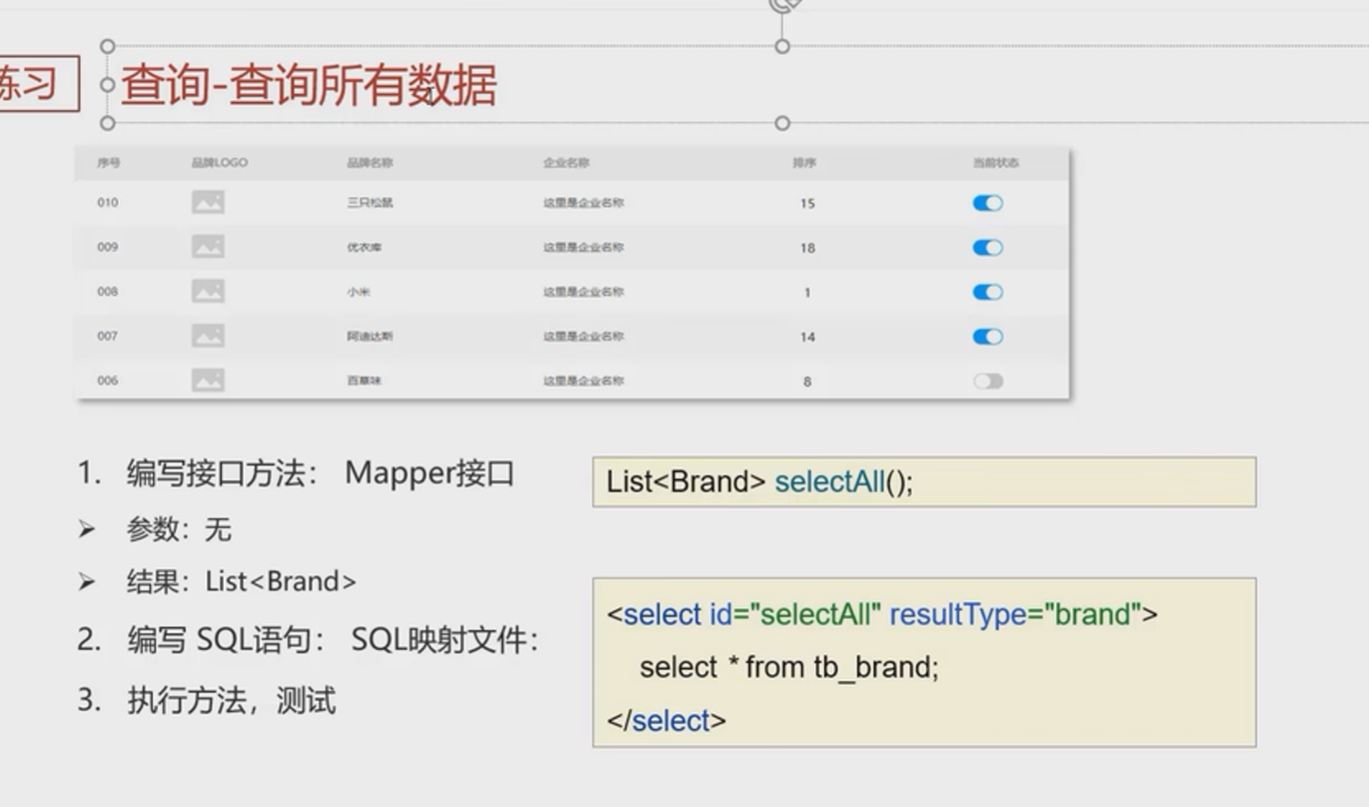 练习
查询-查询所有数据
序号 品牌LOGO 品牌名称 企业名称 排序 当前状态
010 三只松鼠 这里是企业名称 15
009 优衣库 这里是企业名称 18
008 小米 这里是企业名称 1
007 阿迪达斯 这里是企业名称 14
006 百草味 这里是企业名称 8
1. 编写接口方法： Mapper接口
➢ 参数：无
➢ 结果：List<Brand>
2. 编写 SQL语句： SQL映射文件：
3. 执行方法，测试
List<Brand> selectAll();
<select id="selectAll" resultType="brand">
select * from tb_brand;
</select>